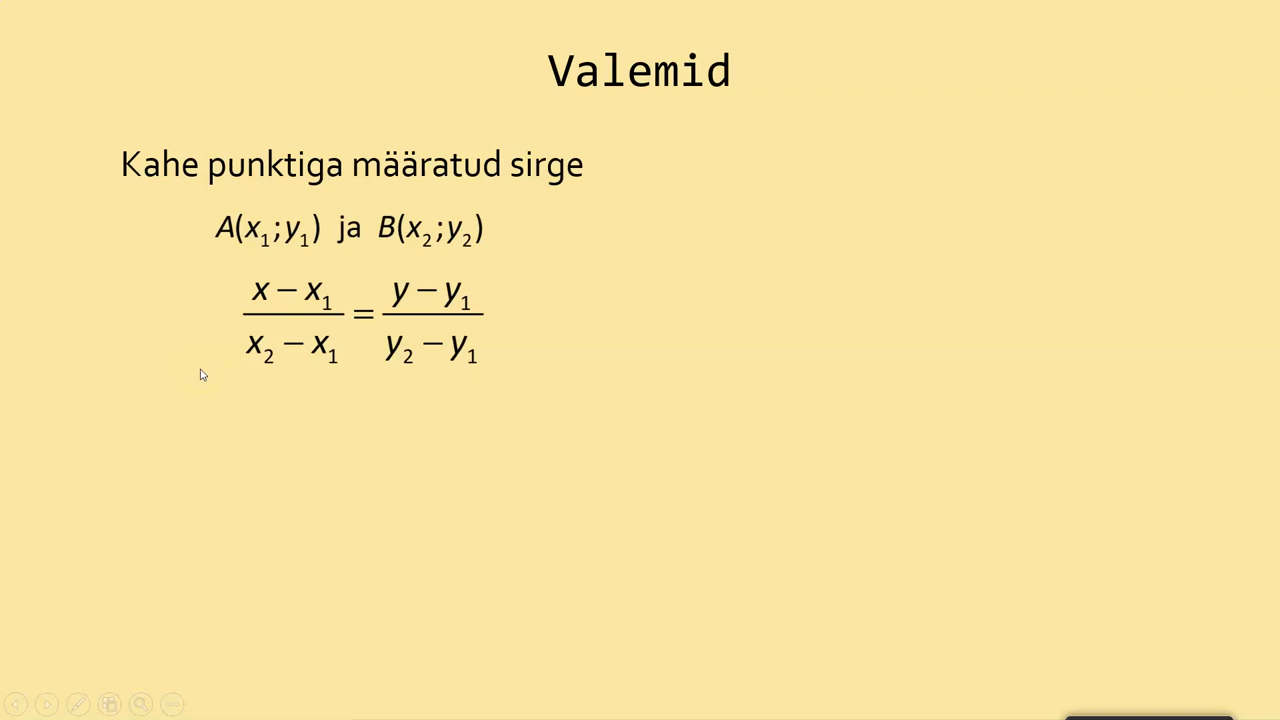 Valemid
Kahe punktiga määratud sirge
A(x₁;y₁) ja B(x₂;y₂)
(x − x₁)/(x₂ − x₁) = (y − y₁)/(y₂ − y₁)